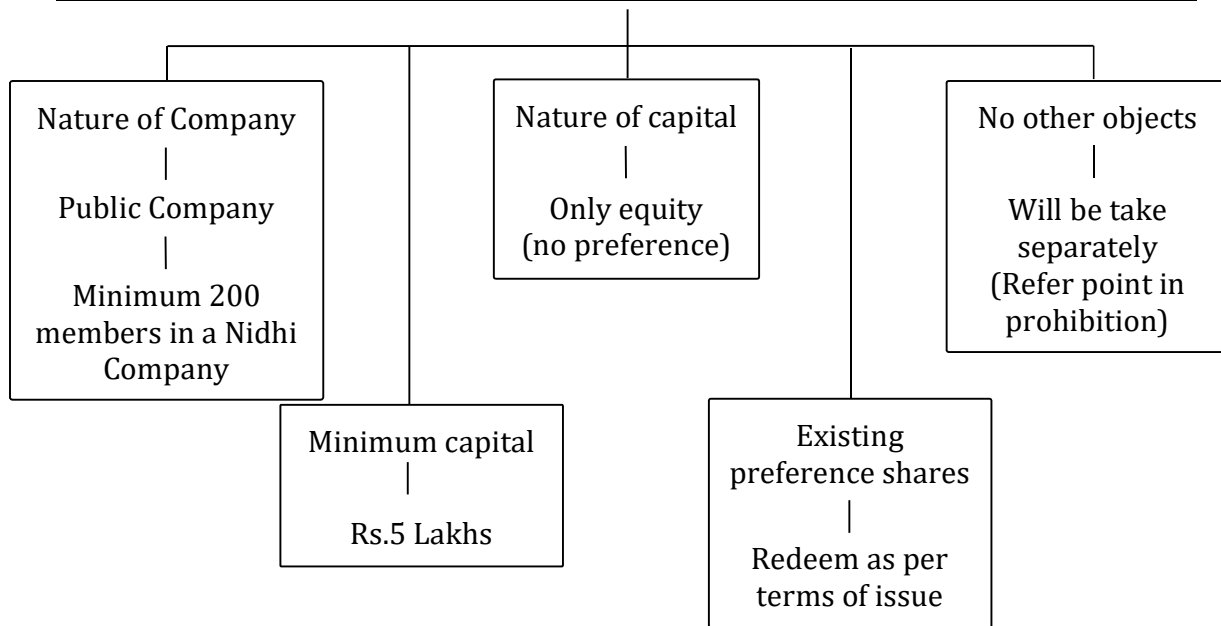 Nature of Company
Public Company
Minimum 200
members in a Nidhi
Company
Minimum capital
Rs.5 Lakhs
Nature of capital
Only equity
(no preference)
Existing
preference shares
Redeem as per
terms of issue
No other objects
Will be take
separately
(Refer point in
prohibition)